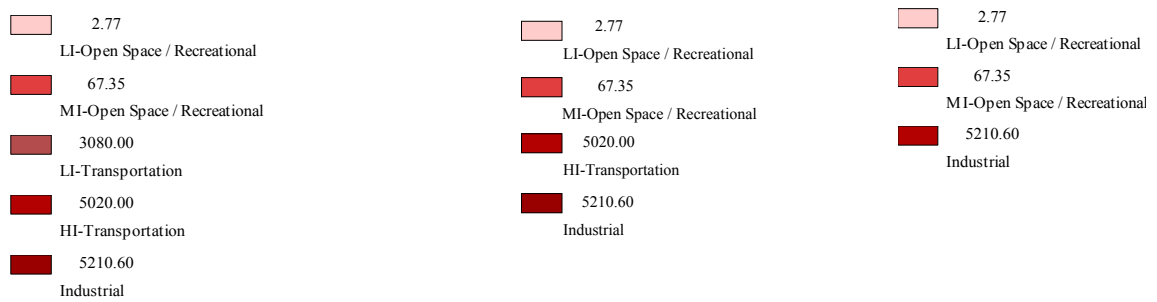 2.77
LI-Open Space / Recreational
67.35
MI-Open Space / Recreational
3080.00
LI-Transportation
5020.00
HI-Transportation
5210.60
Industrial
2.77
LI-Open Space / Recreational
67.35
MI-Open Space / Recreational
5020.00
HI-Transportation
5210.60
Industrial
2.77
LI-Open Space / Recreational
67.35
MI-Open Space / Recreational
5210.60
Industrial